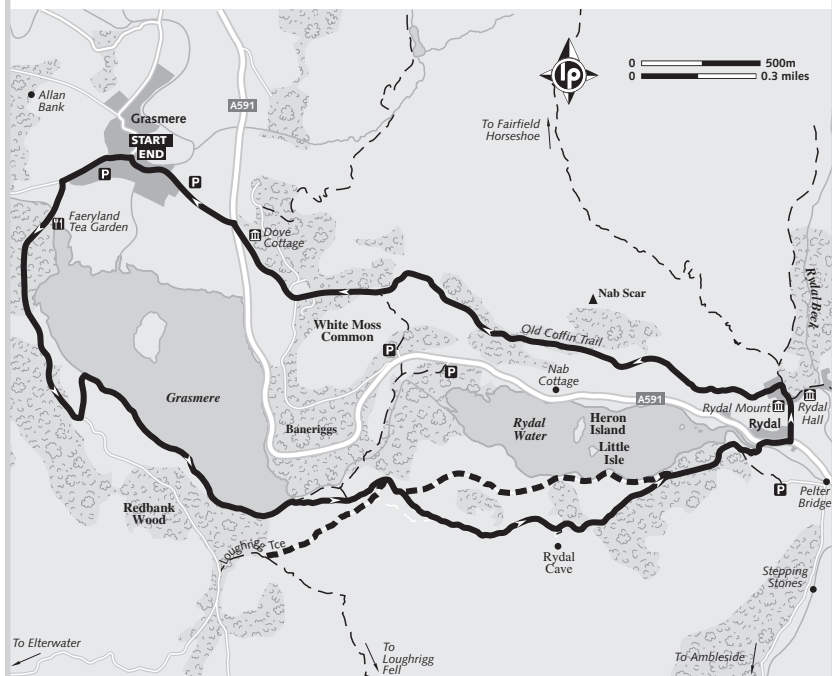 0 500m
0 0.3 miles
lp
Allan
Bank
Grasmere
A591
START
END
To Fairfield
Horseshoe
P
P
Faeryland
Tea Garden
Dove
Cottage
Nab Scar
Rydal Beck
White Moss
Common
Old Coffin Trail
P
P
Nab
Cottage
A591
Grasmere
Baneriggs
Rydal
Water
Heron
Island
Little
Isle
Rydal Mount
Rydal
Rydal
Hall
P
Pelter
Bridge
Redbank
Wood
Loughrigg Tce
Rydal
Cave
Stepping
Stones
To Elterwater
To
Loughrigg
Fell
To Ambleside